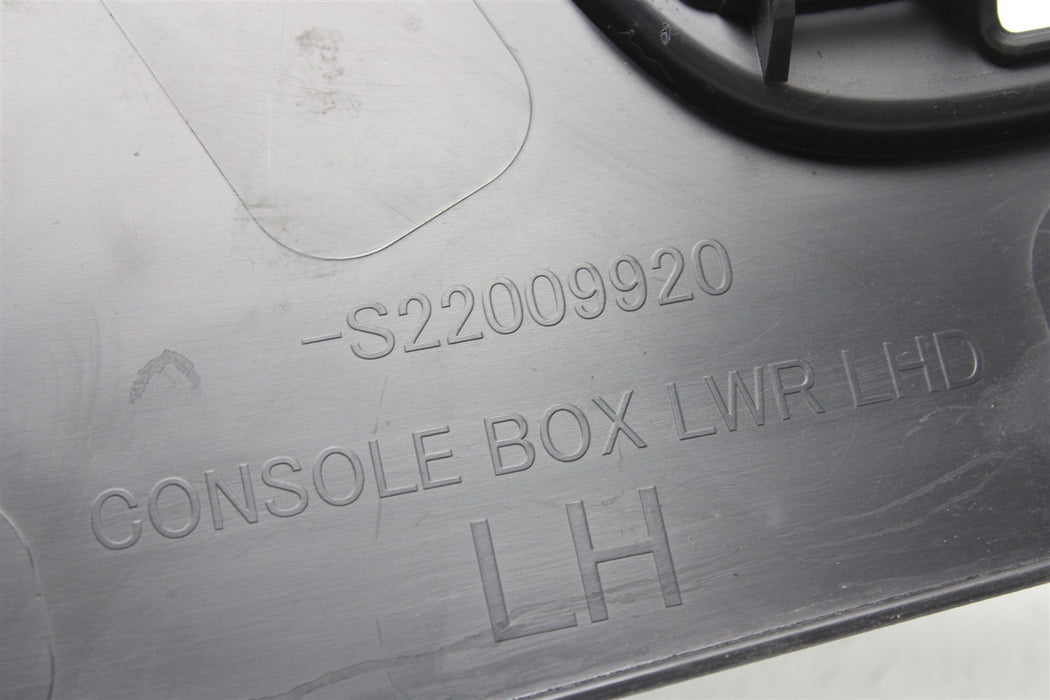 -S22009920
CONSOLE BOX LWR LHD
LH